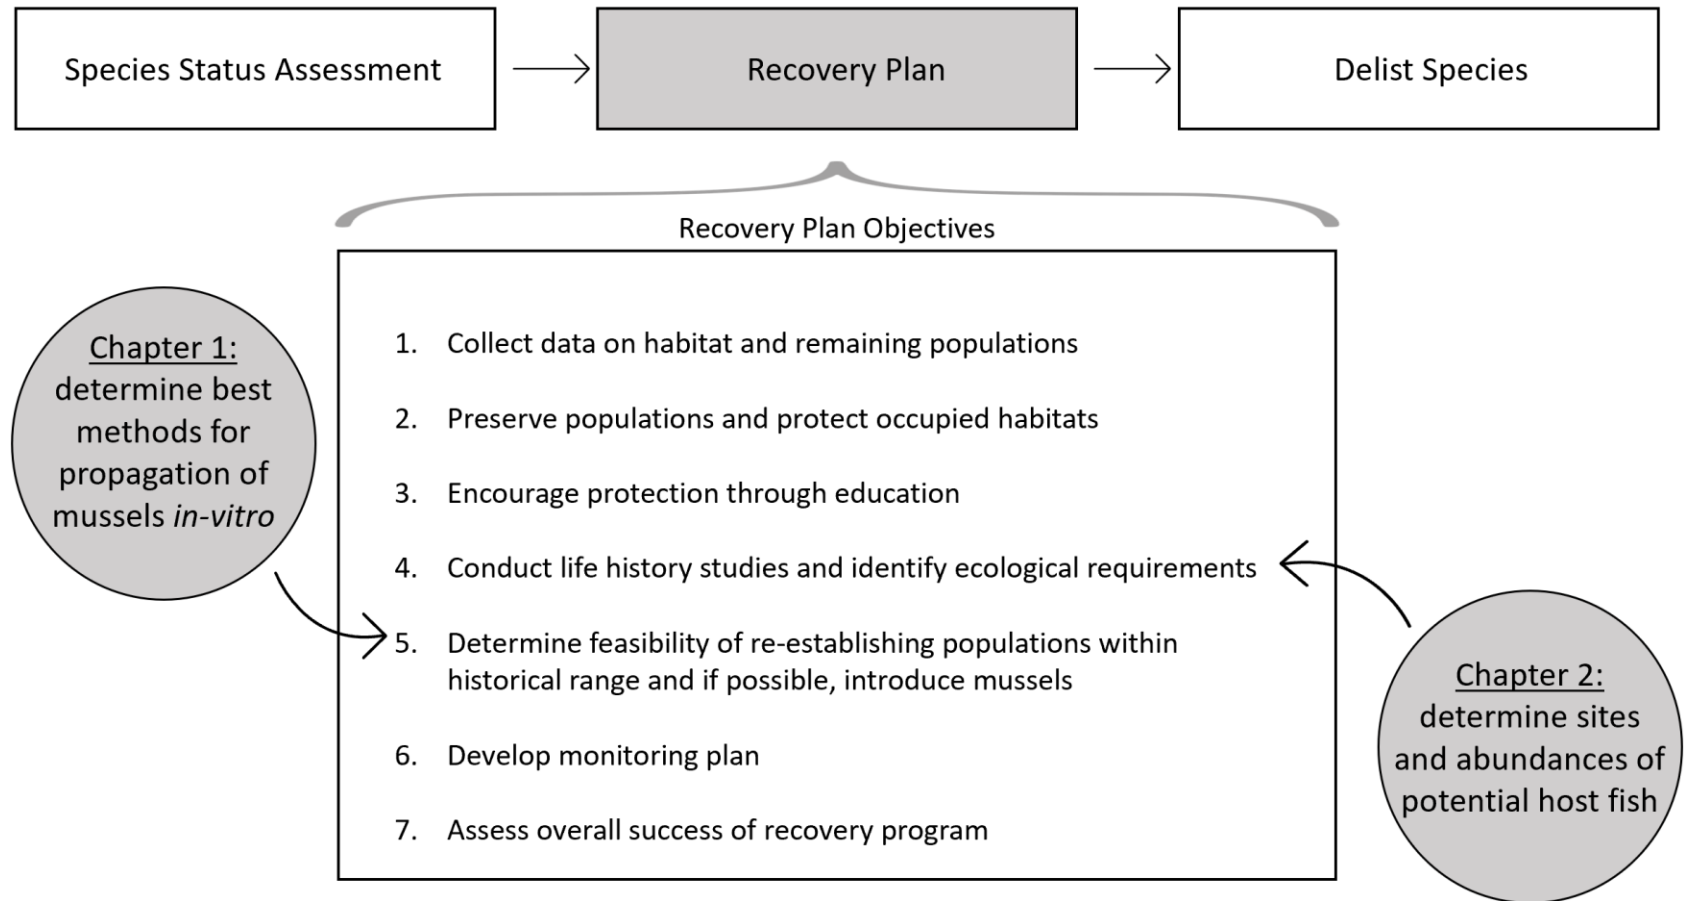 Species Status Assessment
Recovery Plan
Delist Species
Recovery Plan Objectives
1. Collect data on habitat and remaining populations
2. Preserve populations and protect occupied habitats
3. Encourage protection through education
4. Conduct life history studies and identify ecological requirements
5. Determine feasibility of re-establishing populations within
historical range and if possible, introduce mussels
6. Develop monitoring plan
7. Assess overall success of recovery program
Chapter 1:
determine best
methods for
propagation of
mussels in-vitro
Chapter 2:
determine sites
and abundances of
potential host fish